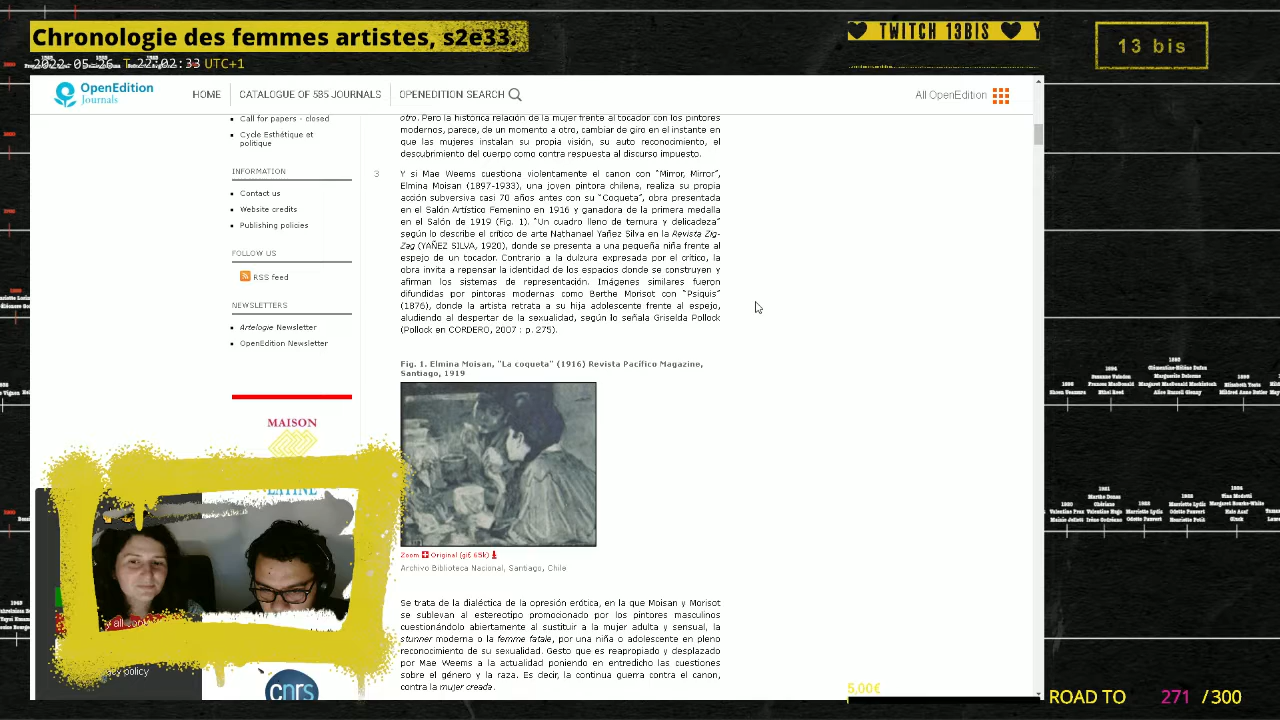 Chronologie des femmes artistes, s2e33.
TWITCH 13BIS
13 bis
2022-05-26 T 27:02:33 UTC+1
OpenEdition
Journals
HOME
CATALOGUE OF 585 JOURNALS
OPENEDITION SEARCH
All OpenEdition
Call for papers - closed
Cycle Esthétique et
politique
INFORMATION
Contact us
Website credits
Publishing policies
FOLLOW US
RSS feed
NEWSLETTERS
Artelogie Newsletter
OpenEdition Newsletter
MAISON
LATINE
cnrs
otro. Pero la histórica relación de la mujer frente al tocador con los pintores
modernos, parece, de un momento a otro, cambiar de giro en el instante en
que las mujeres instalan su propia visión, su auto reconocimiento, el
descubrimiento del cuerpo como contra respuesta al discurso impuesto.
3
Y si Mae Weems cuestiona violentamente el canon con "Mirror, Mirror",
Elmina Moisan (1897-1933), una joven pintora chilena, realiza su propia
acción subversiva casi 70 años antes con su "Coqueta", obra presentada
en el Salón Artístico Femenino en 1916 y ganadora de la primera medalla
en el Salón de 1919 (Fig. 1). "Un cuadro lleno de ternura y delicadeza"
según lo describe el crítico de arte Nathanael Yañez Silva en la Revista Zig-
Zag (YAÑEZ SILVA, 1920), donde se presenta a una pequeña niña frente al
espejo de un tocador. Contrario a la dulzura expresada por el crítico, la
obra invita a repensar la identidad de los espacios donde se construyen y
afirman los sistemas de representación. Imágenes similares fueron
difundidas por pintoras modernas como Berthe Morisot con "Psiquis"
(1876), donde la artista retrata a su hija adolescente frente al espejo,
aludiendo al despertar de la sexualidad, según lo señala Griselda Pollock
(Pollock en CORDERO, 2007 : p. 275).
Fig. 1. Elmina Moisan, "La coqueta" (1916) Revista Pacífico Magazine,
Santiago, 1919
Zoom Original (gif, 65k)
Archivo Biblioteca Nacional, Santiago, Chile
Se trata de la dialéctica de la opresión erótica, en la que Moisan y Morisot
se sublevan al estereotipo promocionado por los pintores masculinos
cuestionándolo abiertamente al sustituir a la mujer adulta y sensual, la
stunner moderna o la femme fatale, por una niña o adolescente en pleno
reconocimiento de su sexualidad. Gesto que es reapropiado y desplazado
por Mae Weems a la actualidad poniendo en entredicho las cuestiones
sobre el género y la raza. Es decir, la continua guerra contra el canon,
contra la mujer creada.
5,00€
ROAD TO 271 / 300